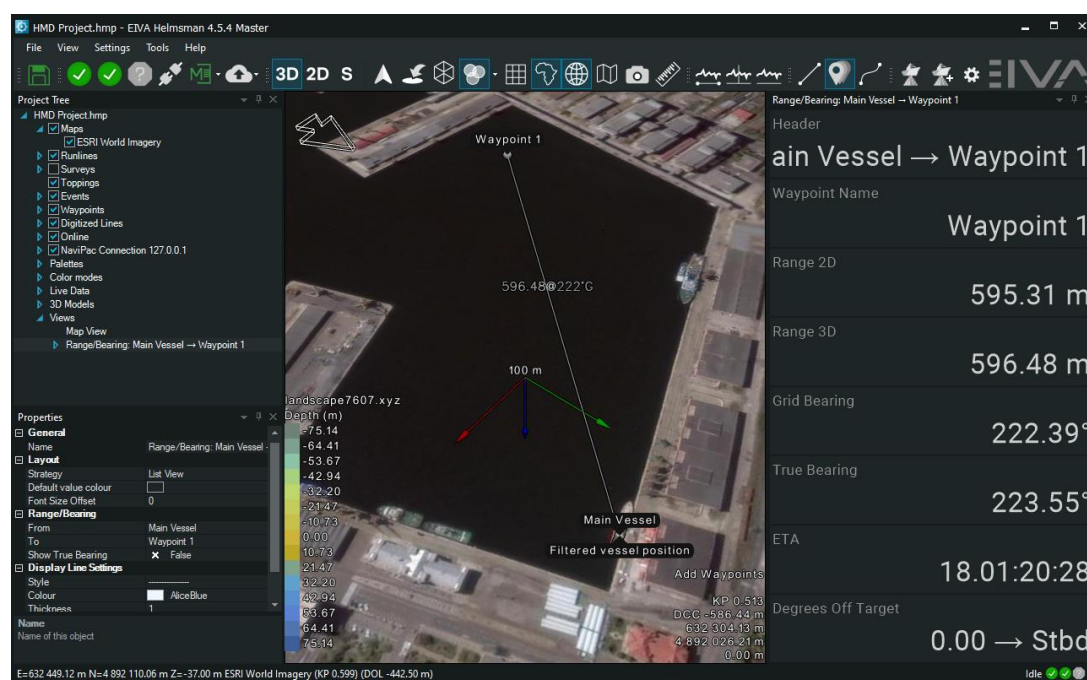 HMD Project.hmp - EIVA Helmsman 4.5.4 Master
File View Settings Tools Help
3D 2D S EIVA
Project Tree
HMD Project.hmp
Maps
ESRI World Imagery
Runlines
Surveys
Toppings
Events
Waypoints
Digitized Lines
Online
NaviPac Connection 127.0.0.1
Palettes
Color modes
Live Data
3D Models
Views
Map View
Range/Bearing: Main Vessel → Waypoint 1
Properties
General
Name Range/Bearing: Main Vessel -
Layout
Strategy List View
Default value colour
Font Size Offset 0
Range/Bearing
From Main Vessel
To Waypoint 1
Show True Bearing False
Display Line Settings
Style
Colour AliceBlue
Thickness 1
Name
Name of this object
Waypoint 1
596.48@222°G
100 m
landscape7607.xyz
Depth (m)
-75.14
-64.41
-53.67
-42.94
-32.20
-21.47
-10.73
0.00
10.73
21.47
32.20
42.94
53.67
64.41
75.14
Main Vessel
Filtered vessel position
Add Waypoints
KP 0.513
DCC -586.44 m
632 304.13 m
4 892 026.21 m
0.00 m
Range/Bearing: Main Vessel → Waypoint 1
Header
ain Vessel → Waypoint 1
Waypoint Name
Waypoint 1
Range 2D
595.31 m
Range 3D
596.48 m
Grid Bearing
222.39°
True Bearing
223.55°
ETA
18.01:20:28
Degrees Off Target
0.00 → Stbd
E=632 449.12 m N=4 892 110.06 m Z=-37.00 m ESRI World Imagery (KP 0.599) (DOL -442.50 m)
Idle